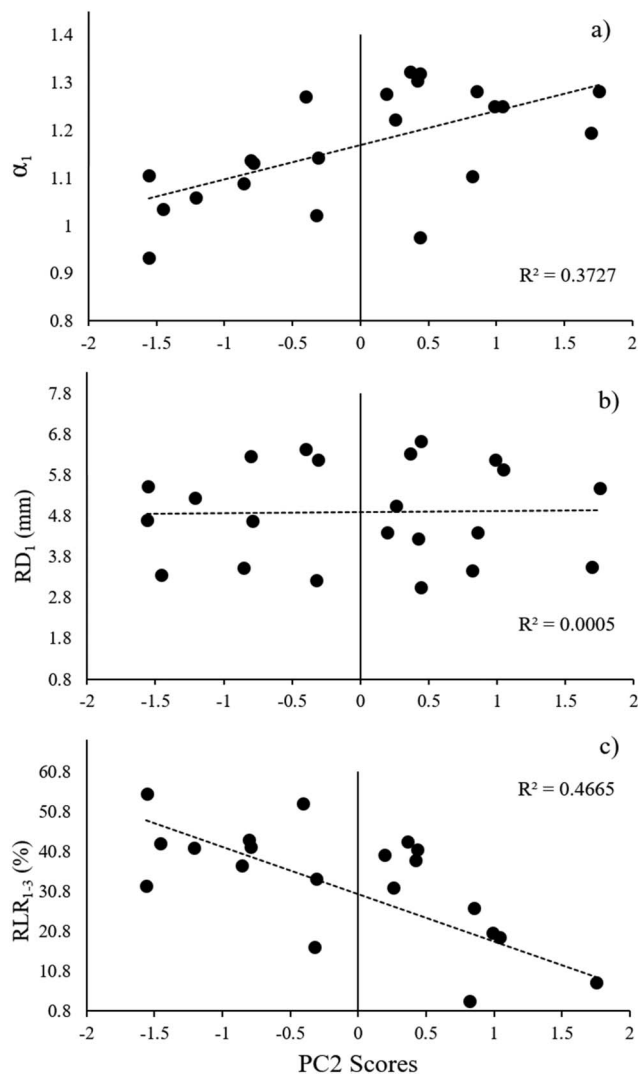 a)
1.4
1.3
1.2
1.1
1
0.9
0.8
α₁
R² = 0.3727
-2 -1.5 -1 -0.5 0 0.5 1 1.5 2
b)
7.8
6.8
5.8
4.8
3.8
2.8
1.8
0.8
RD₁ (mm)
R² = 0.0005
-2 -1.5 -1 -0.5 0 0.5 1 1.5 2
c)
60.8
50.8
40.8
30.8
20.8
10.8
0.8
RLR₁₋₃ (%)
R² = 0.4665
-2 -1.5 -1 -0.5 0 0.5 1 1.5 2
PC2 Scores